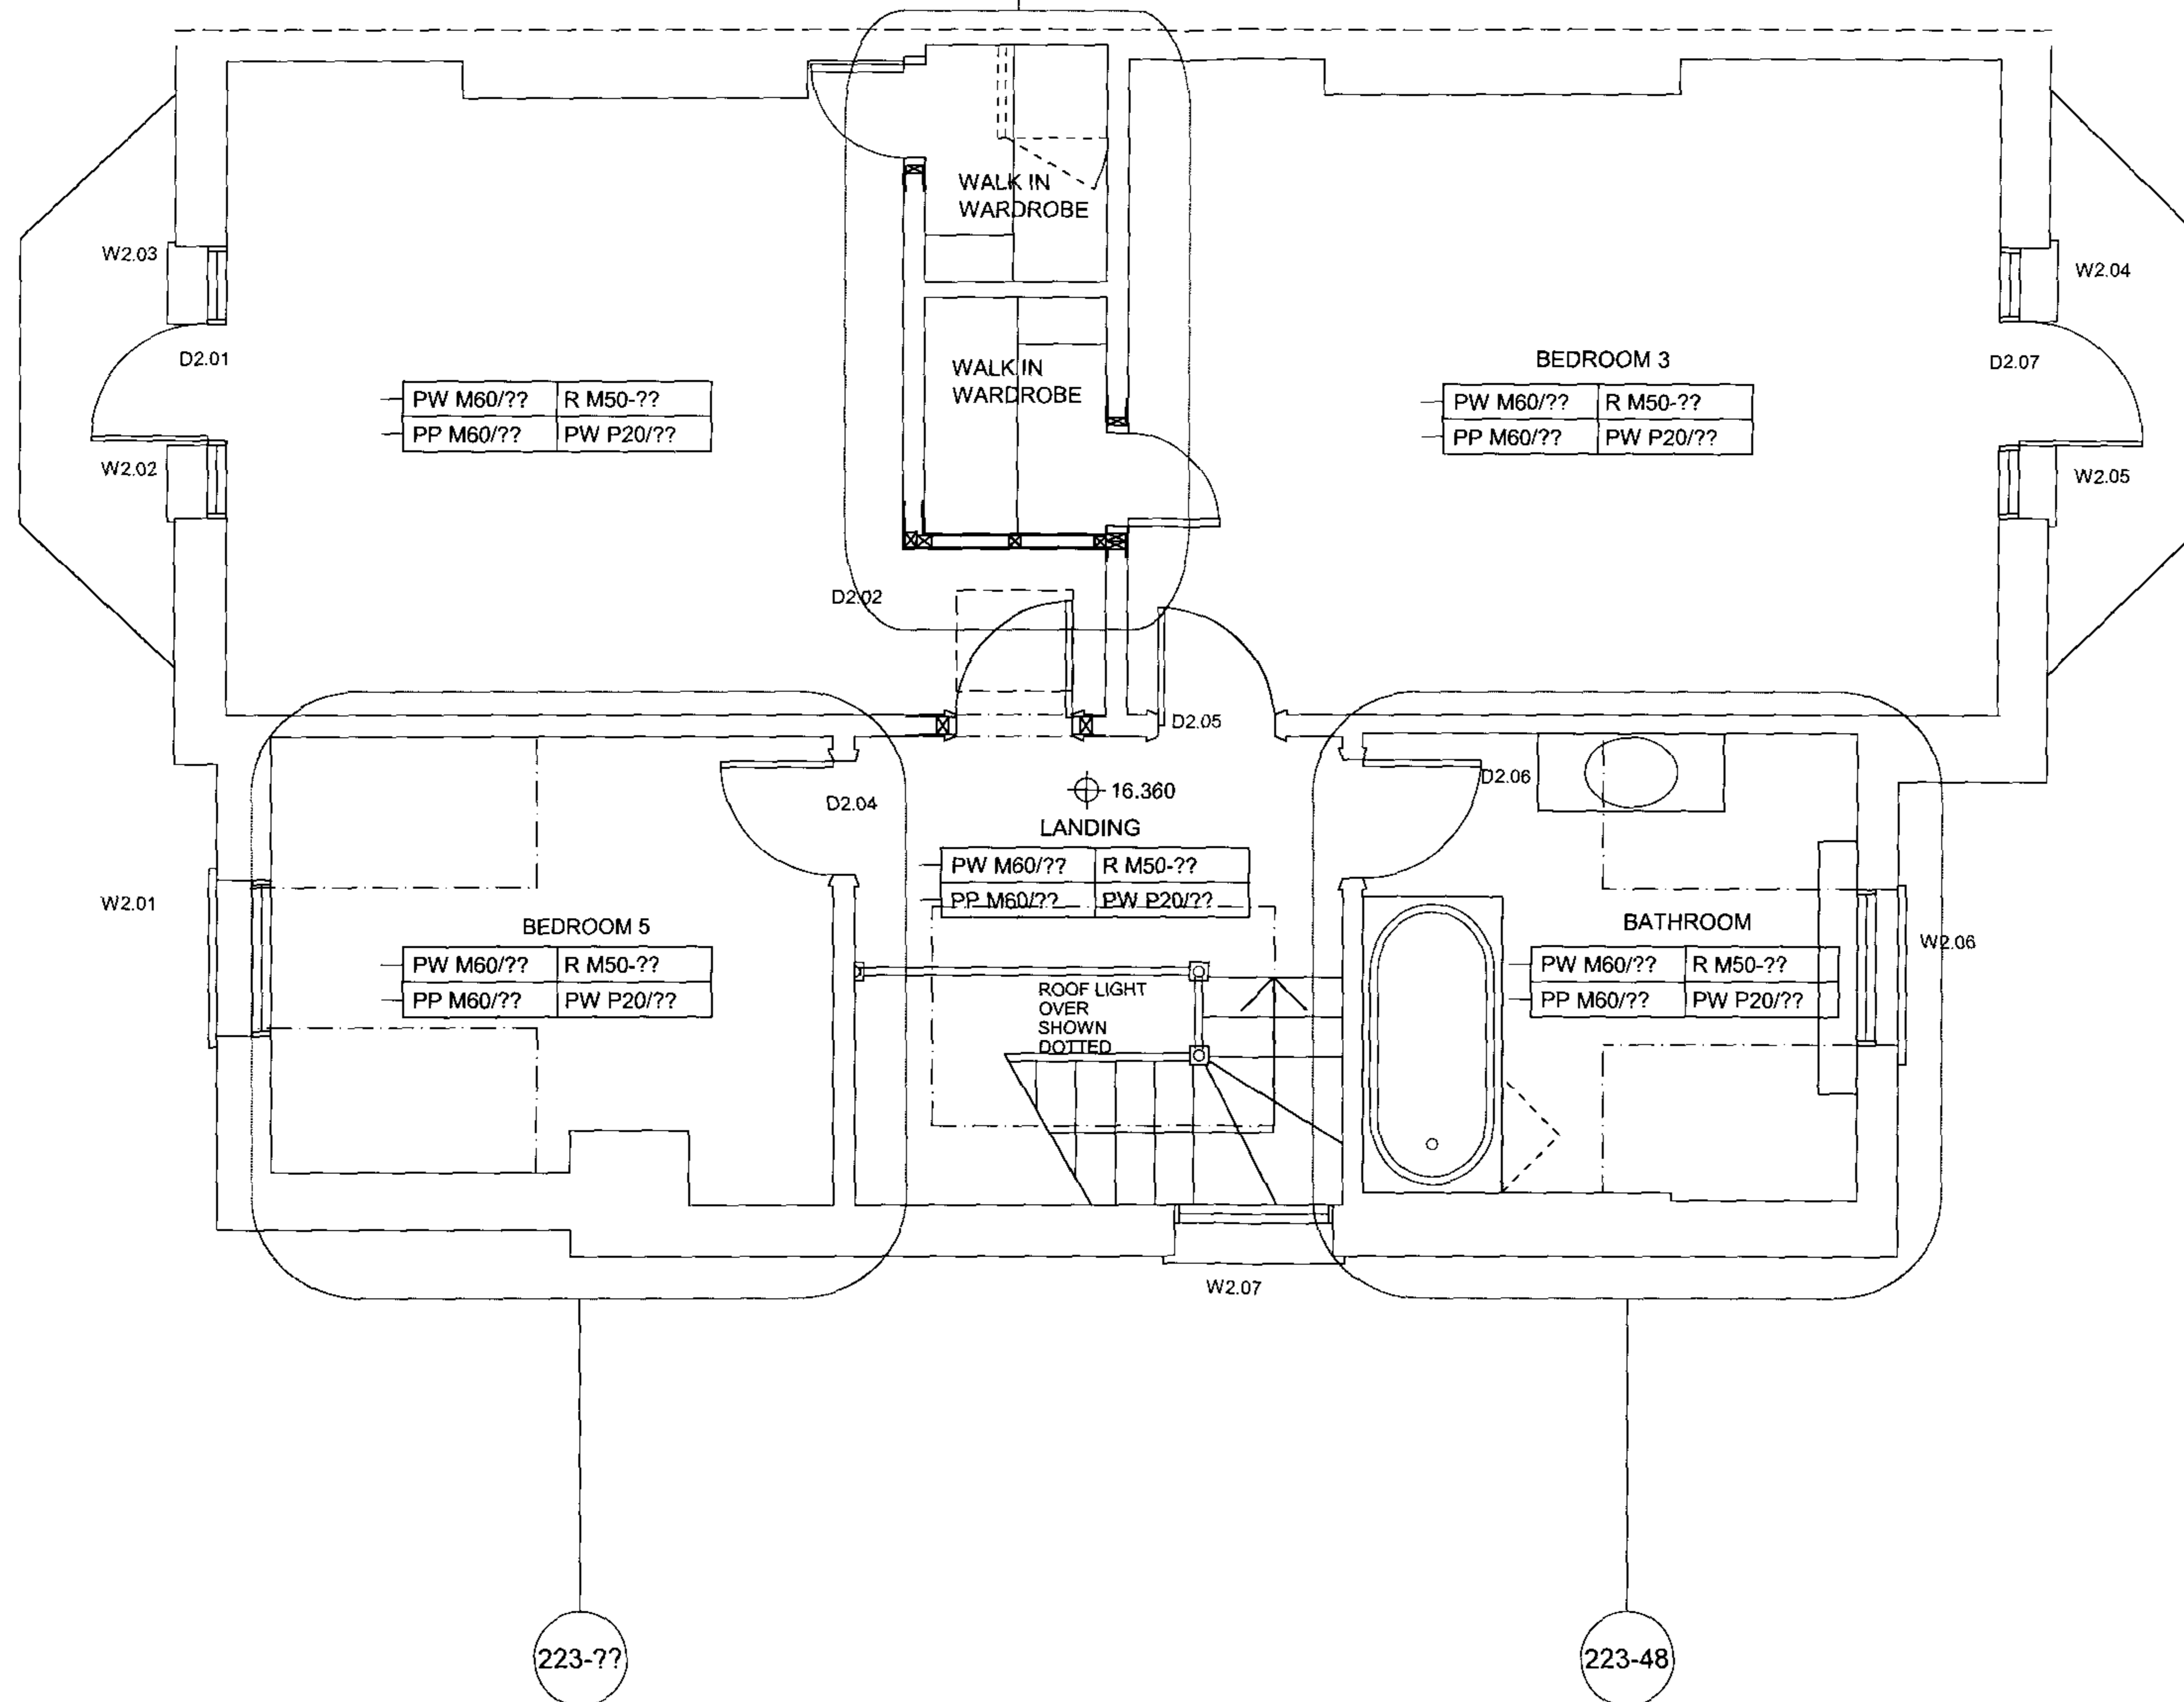 WALK IN
WARDROBE
W2.03
W2.04
D2.01
WALK IN
WARDROBE
BEDROOM 3
D2.07
PW M60/?? R M50-??
PP M60/?? PW P20/??
PW M60/?? R M50-??
PP M60/?? PW P20/??
W2.02
W2.05
D2.02
D2.05
D2.04
16.360
D2.06
LANDING
PW M60/?? R M50-??
PP M60/?? PW P20/??
W2.01
BEDROOM 5
PW M60/?? R M50-??
PP M60/?? PW P20/??
BATHROOM
PW M60/?? R M50-??
PP M60/?? PW P20/??
W2.06
ROOF LIGHT
OVER
SHOWN
DOTTED
W2.07
223-??
223-48